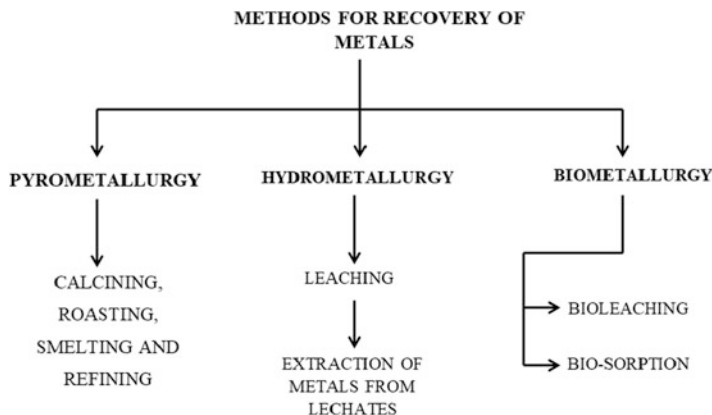 METHODS FOR RECOVERY OF
METALS
PYROMETALLURGY
HYDROMETALLURGY
BIOMETALLURGY
CALCINING,
ROASTING,
SMELTING AND
REFINING
LEACHING
EXTRACTION OF
METALS FROM
LECHATES
BIOLEACHING
BIO-SORPTION